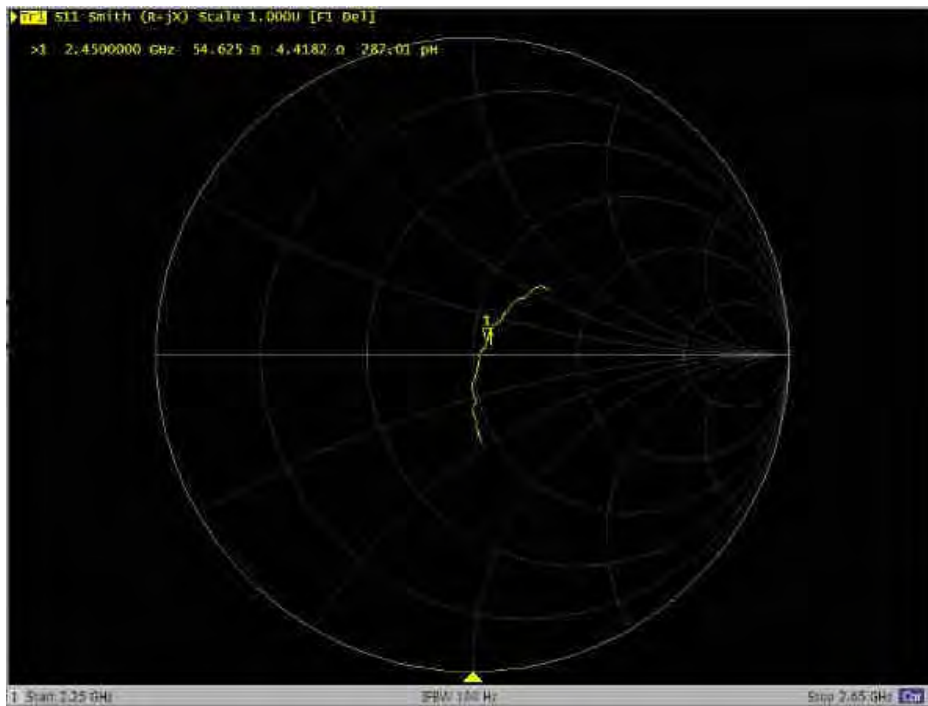 Tr1 S11 Smith (R+jX) Scale 1.000U [F1 Del]
>1 2.4500000 GHz 54.625 Ω 4.4182 Ω 287.01 pH
1
1 Start 2.25 GHz IFBW 100 Hz Stop 2.65 GHz Cor